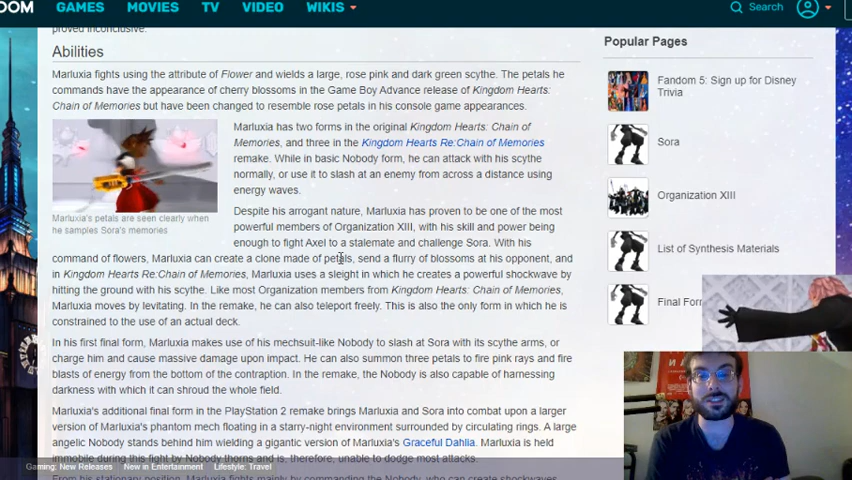 OOM GAMES MOVIES TV VIDEO WIKIS Search
proved inconclusive.
Abilities
Marluxia fights using the attribute of Flower and wields a large, rose pink and dark green scythe. The petals he
commands have the appearance of cherry blossoms in the Game Boy Advance release of Kingdom Hearts:
Chain of Memories but have been changed to resemble rose petals in his console game appearances.
Marluxia has two forms in the original Kingdom Hearts: Chain of
Memories, and three in the Kingdom Hearts Re:Chain of Memories
remake. While in basic Nobody form, he can attack with his scythe
normally, or use it to slash at an enemy from across a distance using
energy waves.
Marluxia's petals are seen clearly when
he samples Sora's memories
Despite his arrogant nature, Marluxia has proven to be one of the most
powerful members of Organization XIII, with his skill and power being
enough to fight Axel to a stalemate and challenge Sora. With his
command of flowers, Marluxia can create a clone made of petals, send a flurry of blossoms at his opponent, and
in Kingdom Hearts Re:Chain of Memories, Marluxia uses a sleight in which he creates a powerful shockwave by
hitting the ground with his scythe. Like most Organization members from Kingdom Hearts: Chain of Memories,
Marluxia moves by levitating. In the remake, he can also teleport freely. This is also the only form in which he is
constrained to the use of an actual deck.
In his first final form, Marluxia makes use of his mechsuit-like Nobody to slash at Sora with its scythe arms, or
charge him and cause massive damage upon impact. He can also summon three petals to fire pink rays and fire
blasts of energy from the bottom of the contraption. In the remake, the Nobody is also capable of harnessing
darkness with which it can shroud the whole field.
Marluxia's additional final form in the PlayStation 2 remake brings Marluxia and Sora into combat upon a larger
version of Marluxia's phantom mech floating in a starry-night environment surrounded by circulating rings. A large
angelic Nobody stands behind him wielding a gigantic version of Marluxia's Graceful Dahlia. Marluxia is held
immobile during this fight by Nobody thorns and is, therefore, unable to dodge most attacks.
From his stationary position, Marluxia fights mainly by commanding the Nobody, who can create shockwaves
Popular Pages
Fandom 5: Sign up for Disney
Trivia
Sora
Organization XIII
List of Synthesis Materials
Final For
Gaming: New Releases New in Entertainment Lifestyle: Travel